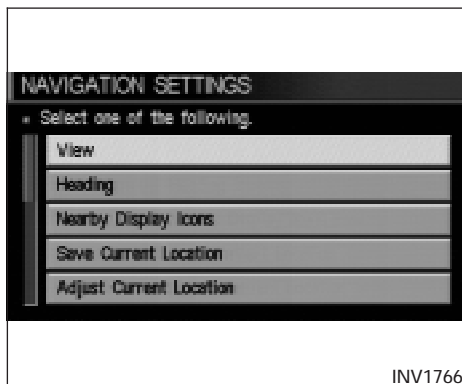 NAVIGATION SETTINGS
Select one of the following.
View
Heading
Nearby Display Icons
Save Current Location
Adjust Current Location
INV1766